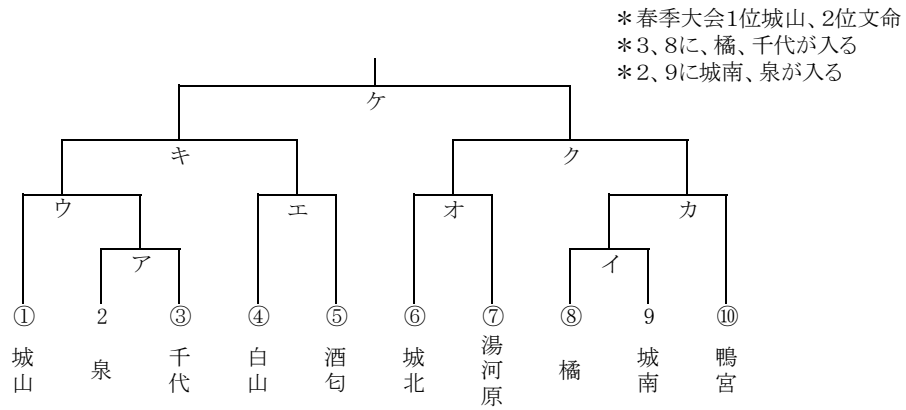 ＊春季大会1位城山、2位文命
＊3、8に、橘、千代が入る
＊2、9に城南、泉が入る
ケ
キ
ク
ウ
エ
オ
カ
ア
イ
① 2 ③ ④ ⑤ ⑥ ⑦ ⑧ 9 ⑩
城山
泉
千代
白山
酒匂
城北
湯河原
橘
城南
鴨宮